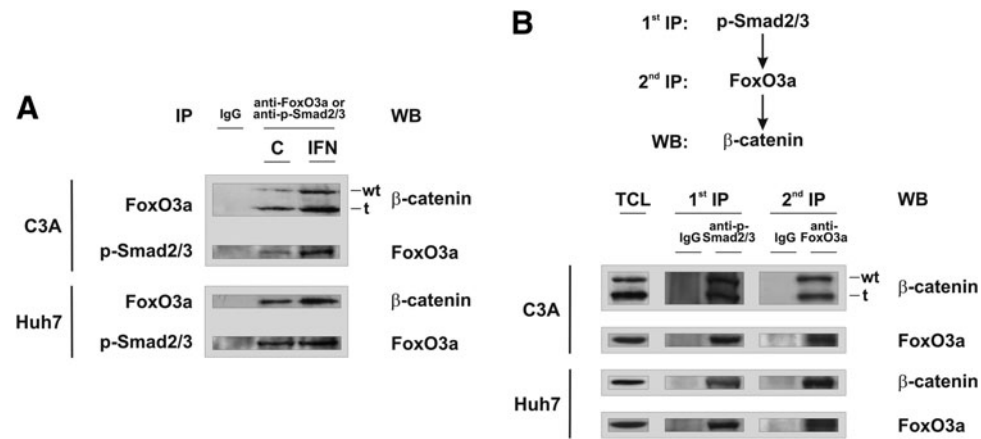 A
IP IgG anti-FoxO3a or anti-p-Smad2/3 WB
C IFN
C3A
FoxO3a –wt –t β-catenin
p-Smad2/3 FoxO3a
Huh7
FoxO3a β-catenin
p-Smad2/3 FoxO3a
B
1st IP: p-Smad2/3
2nd IP: FoxO3a
WB: β-catenin
TCL 1st IP 2nd IP WB
IgG anti-p-Smad2/3 IgG anti-FoxO3a
C3A
–wt –t β-catenin
FoxO3a
Huh7
β-catenin
FoxO3a